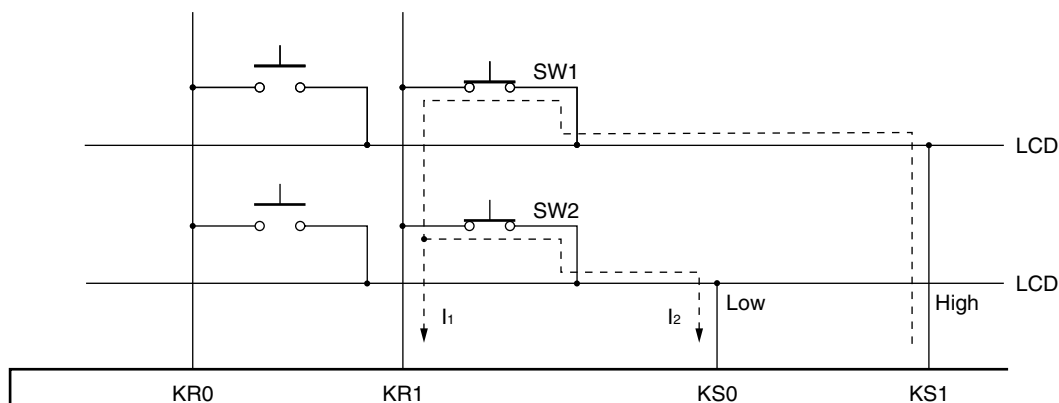 SW1
LCD
SW2
LCD
Low
High
I1
I2
KR0
KR1
KS0
KS1